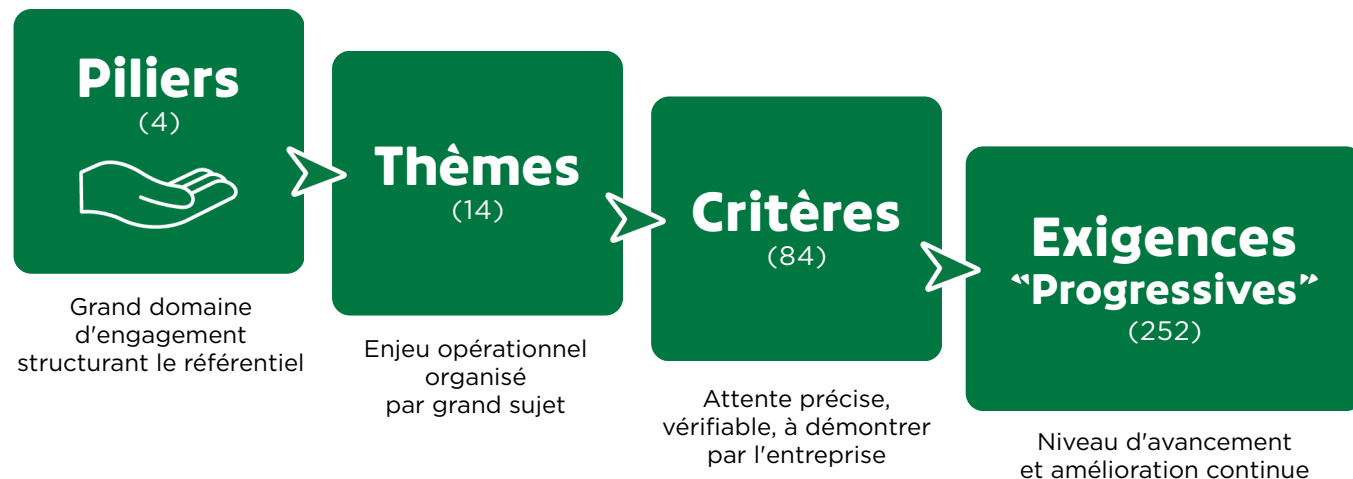 Piliers
(4)
Grand domaine
d'engagement
structurant le référentiel
Thèmes
(14)
Enjeu opérationnel
organisé
par grand sujet
Critères
(84)
Attente précise,
vérifiable, à démontrer
par l'entreprise
Exigences
“Progressives”
(252)
Niveau d'avancement
et amélioration continue